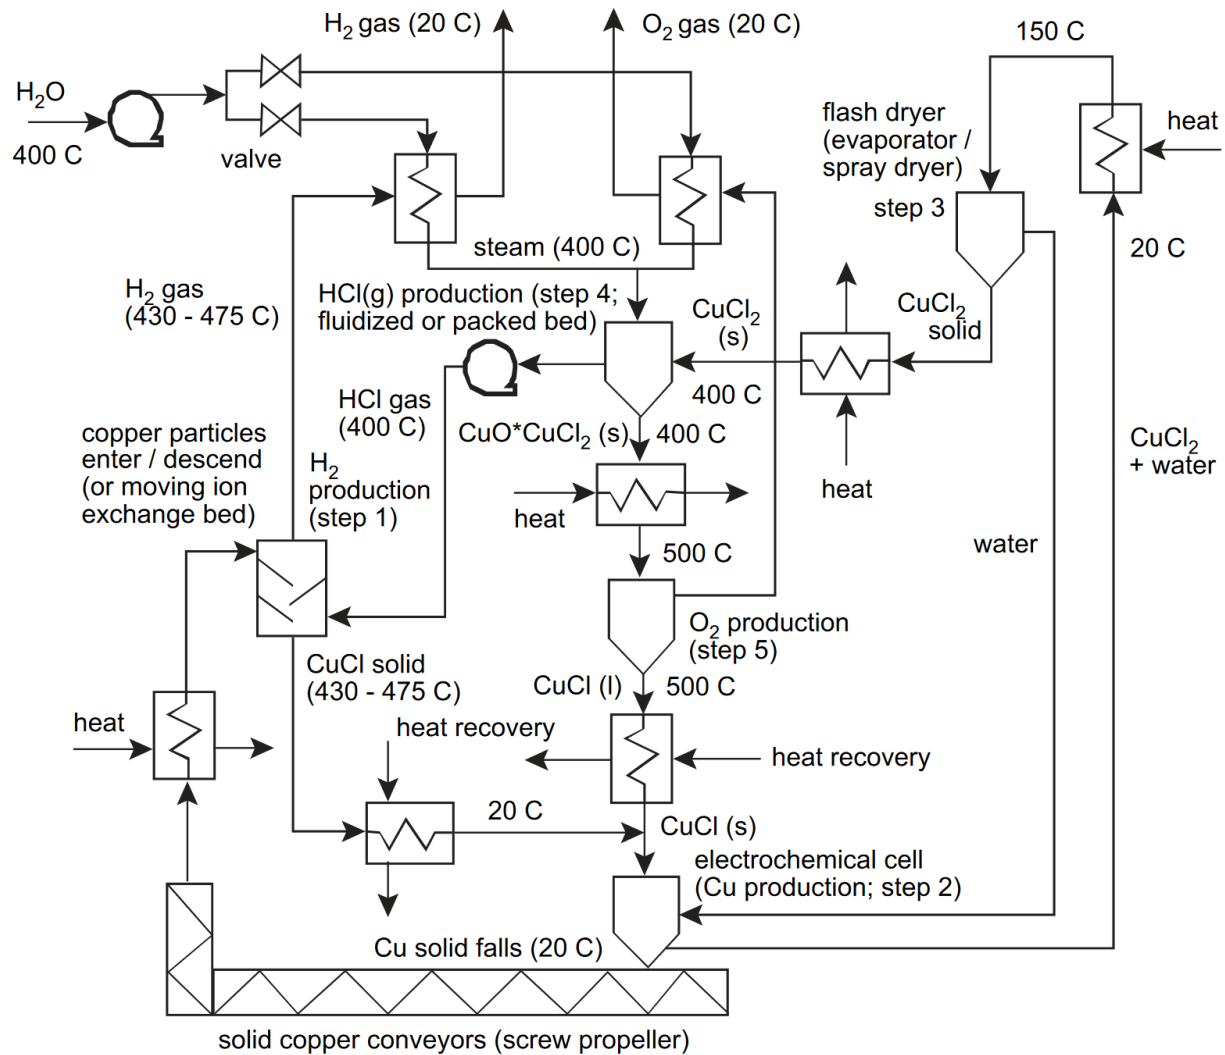 H2 gas (20 C)
O2 gas (20 C)
150 C
H2O
400 C
valve
flash dryer
(evaporator /
spray dryer)
step 3
heat
20 C
steam (400 C)
H2 gas
(430 - 475 C)
HCl(g) production (step 4;
fluidized or packed bed)
CuCl2
(s)
400 C
CuCl2
solid
HCl gas
(400 C)
CuO*CuCl2 (s)
400 C
heat
copper particles
enter / descend
(or moving ion
exchange bed)
H2
production
(step 1)
heat
500 C
CuCl2
+ water
water
O2 production
(step 5)
CuCl solid
(430 - 475 C)
CuCl (l)
500 C
heat
heat recovery
heat recovery
20 C
CuCl (s)
electrochemical cell
(Cu production; step 2)
Cu solid falls (20 C)
solid copper conveyors (screw propeller)